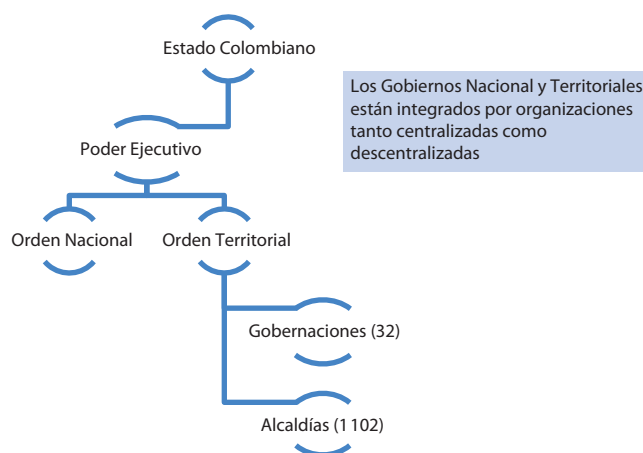 Estado Colombiano
Los Gobiernos Nacional y Territoriales
están integrados por organizaciones
tanto centralizadas como
descentralizadas
Poder Ejecutivo
Orden Nacional
Orden Territorial
Gobernaciones (32)
Alcaldías (1 102)